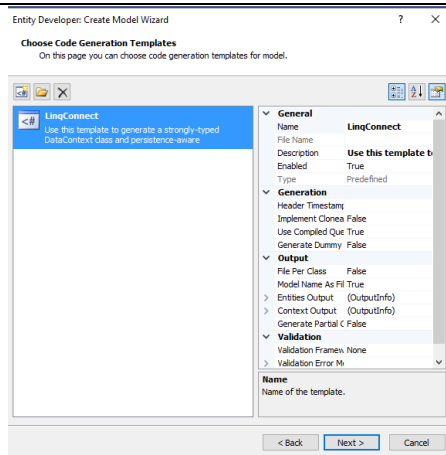 Entity Developer: Create Model Wizard
Choose Code Generation Templates
On this page you can choose code generation templates for model.
LinqConnect
Use this template to generate a strongly-typed
DataContext class and persistence-aware
General
Name LinqConnect
File Name
Description Use this template t
Enabled True
Type Predefined
Generation
Header Timestam
Implement Clonea False
Use Compiled Que True
Generate Dummy False
Output
File Per Class False
Model Name As Fil True
Entities Output (OutputInfo)
Context Output (OutputInfo)
Generate Partial C False
Validation
Validation Framew None
Validation Error M
Name
Name of the template.
< Back Next > Cancel